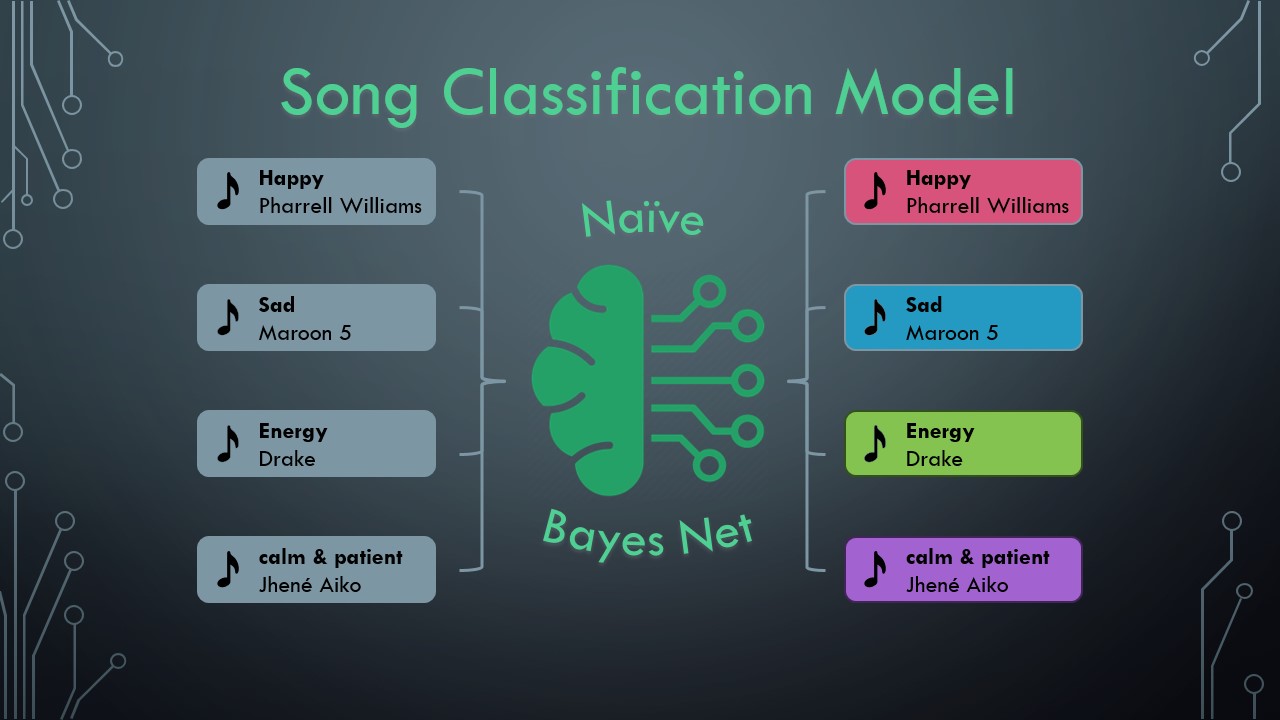 Song Classification Model
Happy
Pharrell Williams
Sad
Maroon 5
Energy
Drake
calm & patient
Jhené Aiko
Naïve
Bayes Net
Happy
Pharrell Williams
Sad
Maroon 5
Energy
Drake
calm & patient
Jhené Aiko